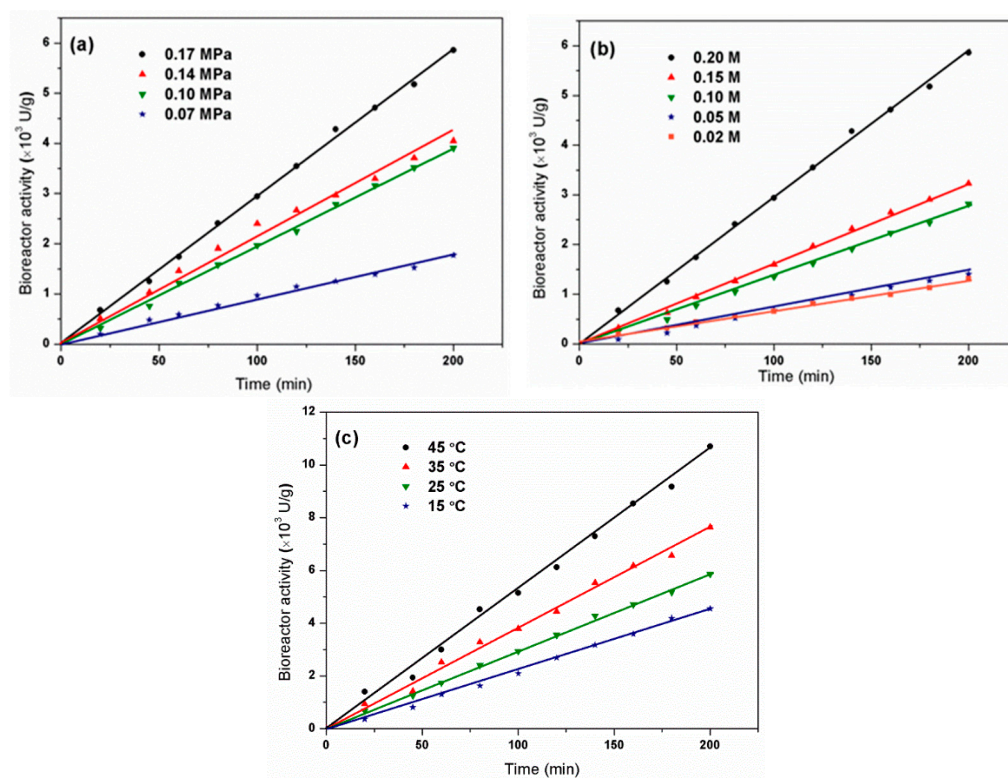 (a)
0.17 MPa
0.14 MPa
0.10 MPa
0.07 MPa
Bioreactor activity (×10³ U/g)
6
5
4
3
2
1
0
0 50 100 150 200
Time (min)
(b)
0.20 M
0.15 M
0.10 M
0.05 M
0.02 M
Bioreactor activity (×10³ U/g)
6
5
4
3
2
1
0
0 50 100 150 200
Time (min)
(c)
45 °C
35 °C
25 °C
15 °C
Bioreactor activity (×10³ U/g)
12
10
8
6
4
2
0
0 50 100 150 200
Time (min)